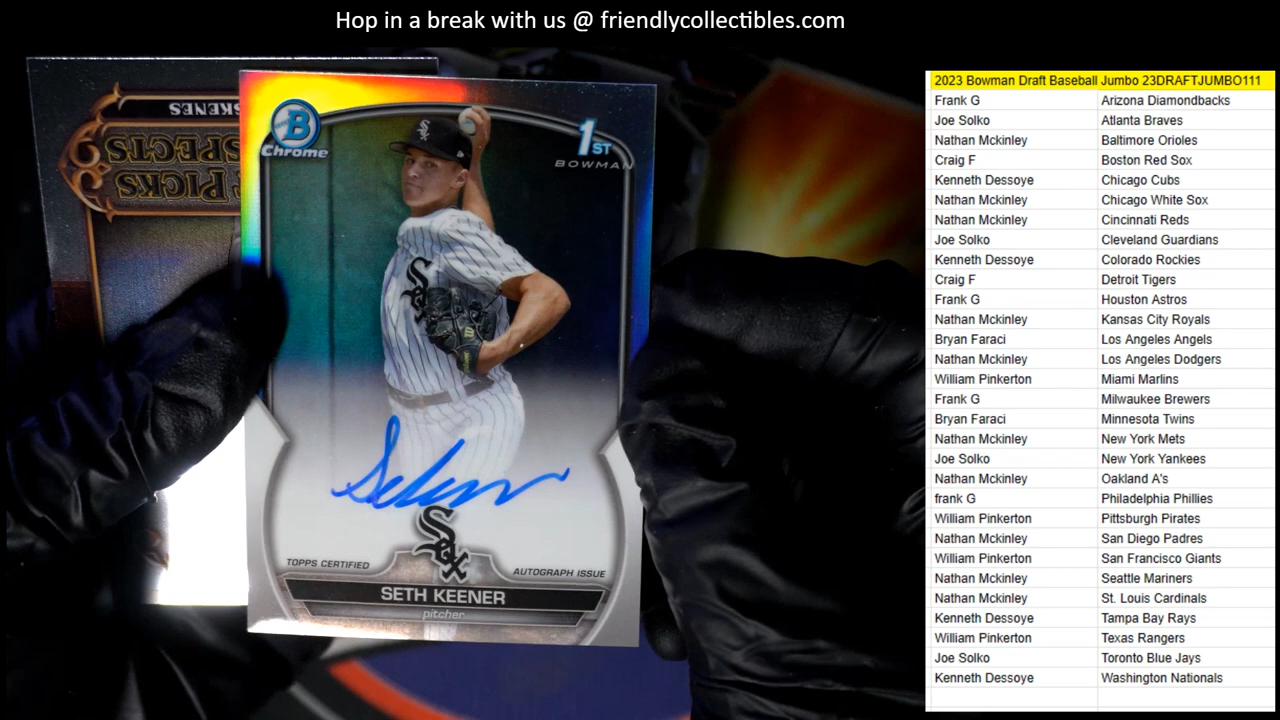 Hop in a break with us @ friendlycollectibles.com
SKENES
SPECTS
PICKS
B
Chrome
1ST
BOWMAN
Sox
TOPPS CERTIFIED
AUTOGRAPH ISSUE
SETH KEENER
pitcher
2023 Bowman Draft Baseball Jumbo 23DRAFTJUMBO111
Frank G Arizona Diamondbacks
Joe Solko Atlanta Braves
Nathan Mckinley Baltimore Orioles
Craig F Boston Red Sox
Kenneth Dessoye Chicago Cubs
Nathan Mckinley Chicago White Sox
Nathan Mckinley Cincinnati Reds
Joe Solko Cleveland Guardians
Kenneth Dessoye Colorado Rockies
Craig F Detroit Tigers
Frank G Houston Astros
Nathan Mckinley Kansas City Royals
Bryan Faraci Los Angeles Angels
Nathan Mckinley Los Angeles Dodgers
William Pinkerton Miami Marlins
Frank G Milwaukee Brewers
Bryan Faraci Minnesota Twins
Nathan Mckinley New York Mets
Joe Solko New York Yankees
Nathan Mckinley Oakland A's
frank G Philadelphia Phillies
William Pinkerton Pittsburgh Pirates
Nathan Mckinley San Diego Padres
William Pinkerton San Francisco Giants
Nathan Mckinley Seattle Mariners
Nathan Mckinley St. Louis Cardinals
Kenneth Dessoye Tampa Bay Rays
William Pinkerton Texas Rangers
Joe Solko Toronto Blue Jays
Kenneth Dessoye Washington Nationals